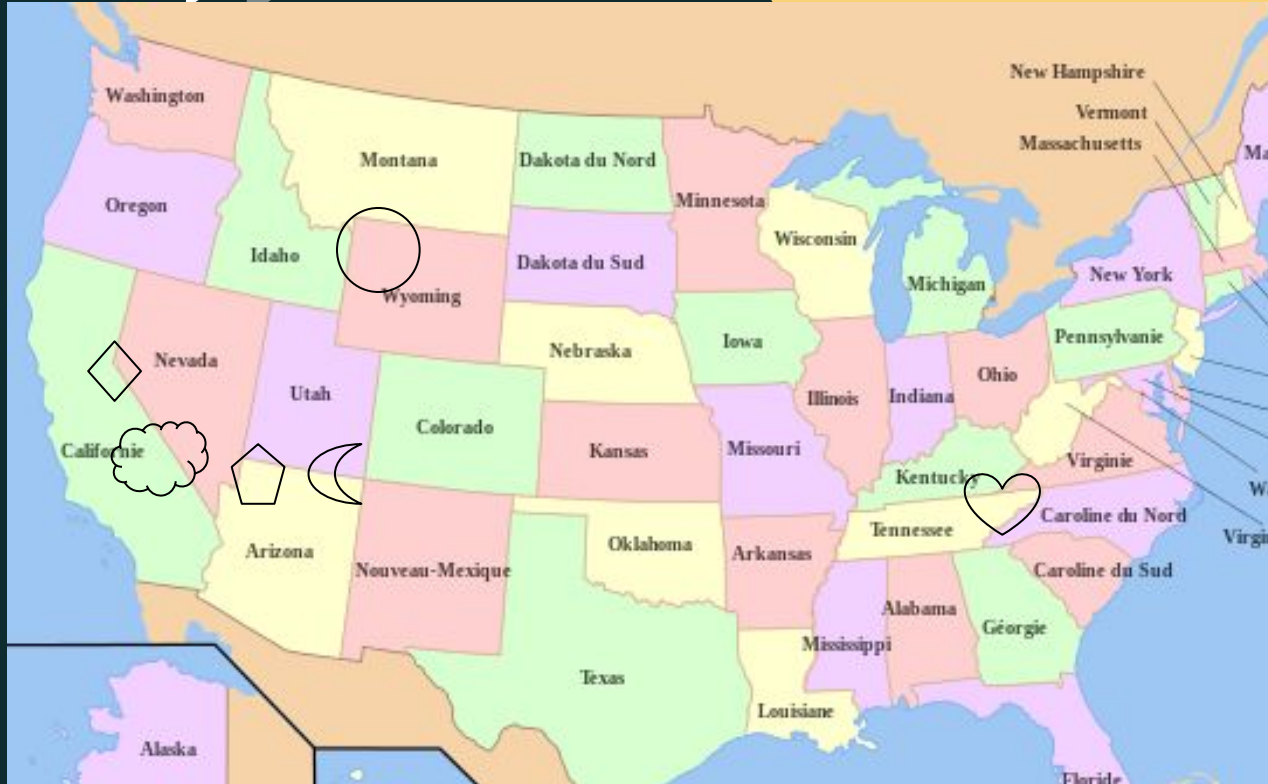 New Hampshire
Washington
Vermont
Massachusetts
Montana
Dakota du Nord
Minnesota
Oregon
Wisconsin
Idaho
Dakota du Sud
New York
Michigan
Wyoming
Pennsylvanie
Iowa
Nebraska
Nevada
Ohio
Utah
Illinois
Indiana
Colorado
Californie
Kansas
Missouri
Virginie
Kentucky
Caroline du Nord
Tennessee
Oklahoma
Arizona
Arkansas
Nouveau-Mexique
Caroline du Sud
Alabama
Géorgie
Mississippi
Texas
Louisiane
Alaska
Floride